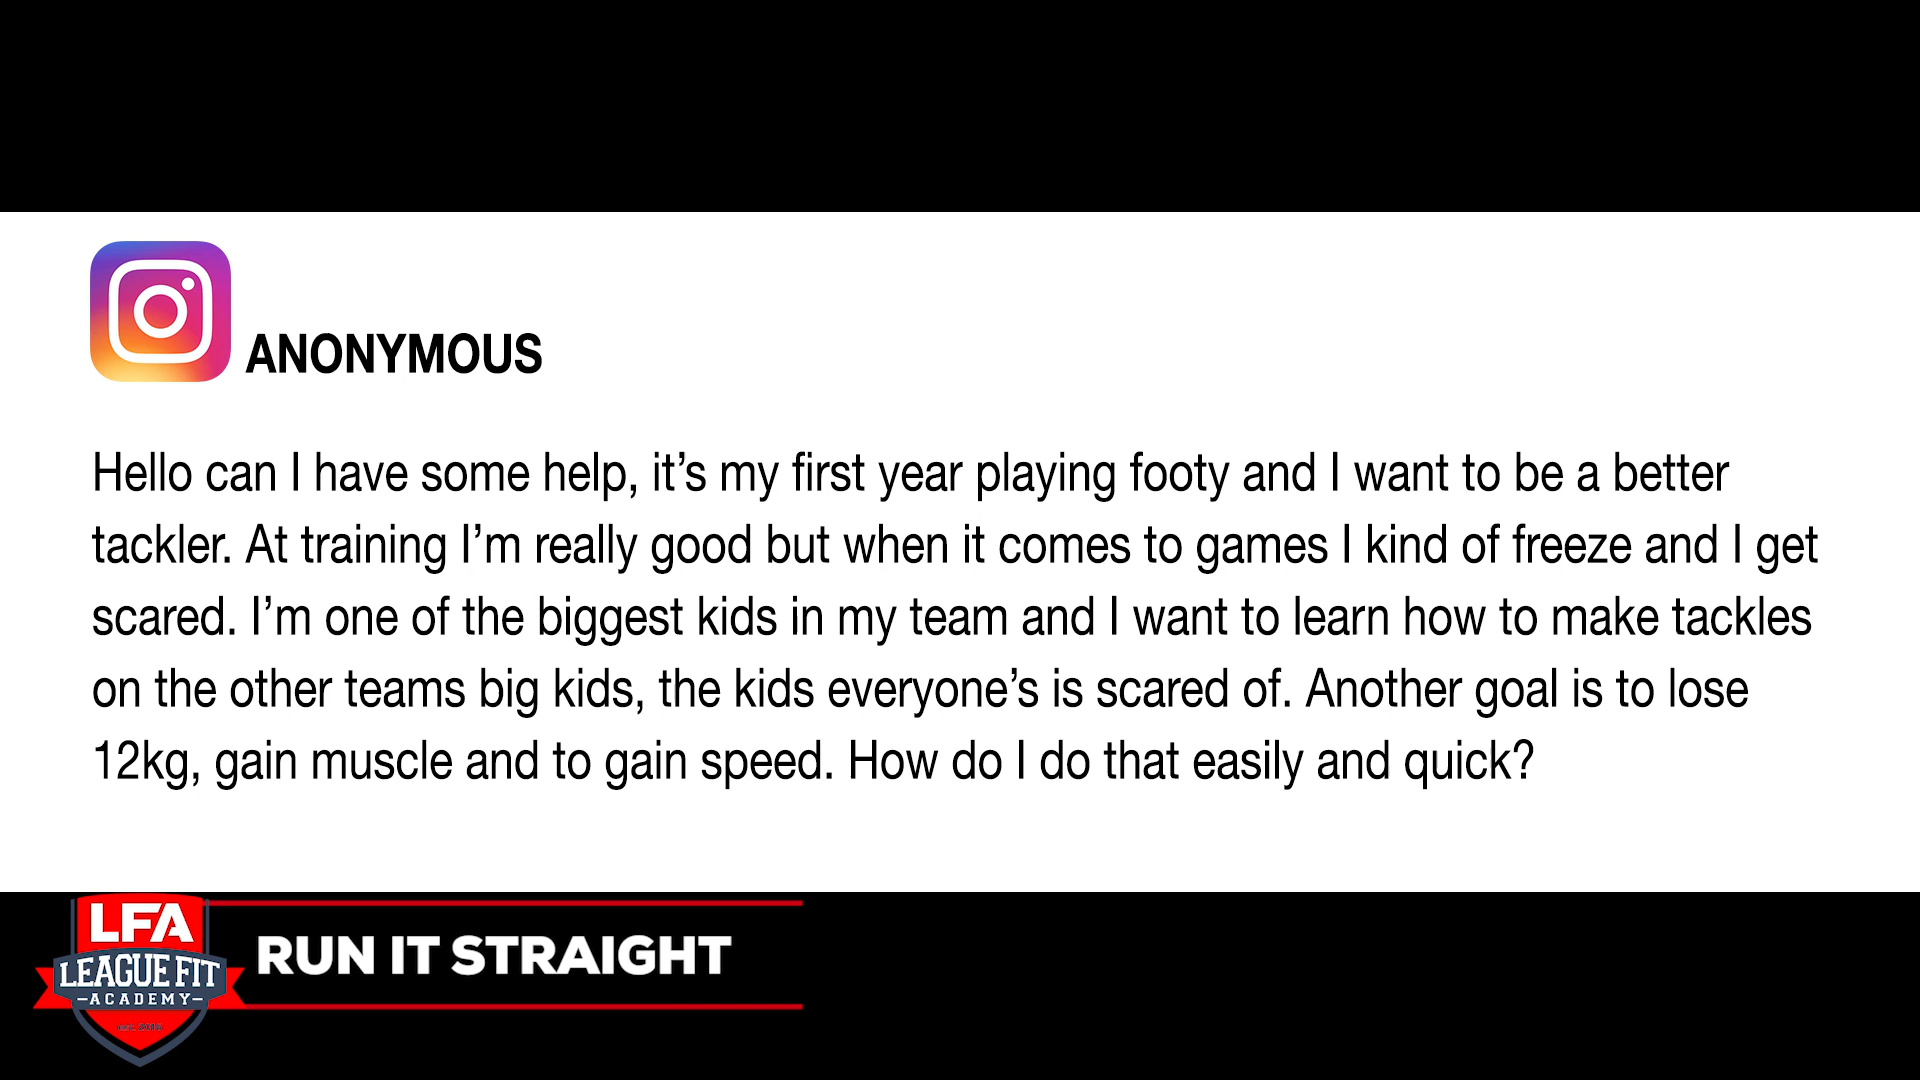 ANONYMOUS
Hello can I have some help, it’s my first year playing footy and I want to be a better
tackler. At training I’m really good but when it comes to games I kind of freeze and I get
scared. I’m one of the biggest kids in my team and I want to learn how to make tackles
on the other teams big kids, the kids everyone’s is scared of. Another goal is to lose
12kg, gain muscle and to gain speed. How do I do that easily and quick?
LFA
LEAGUE FIT
ACADEMY
RUN IT STRAIGHT